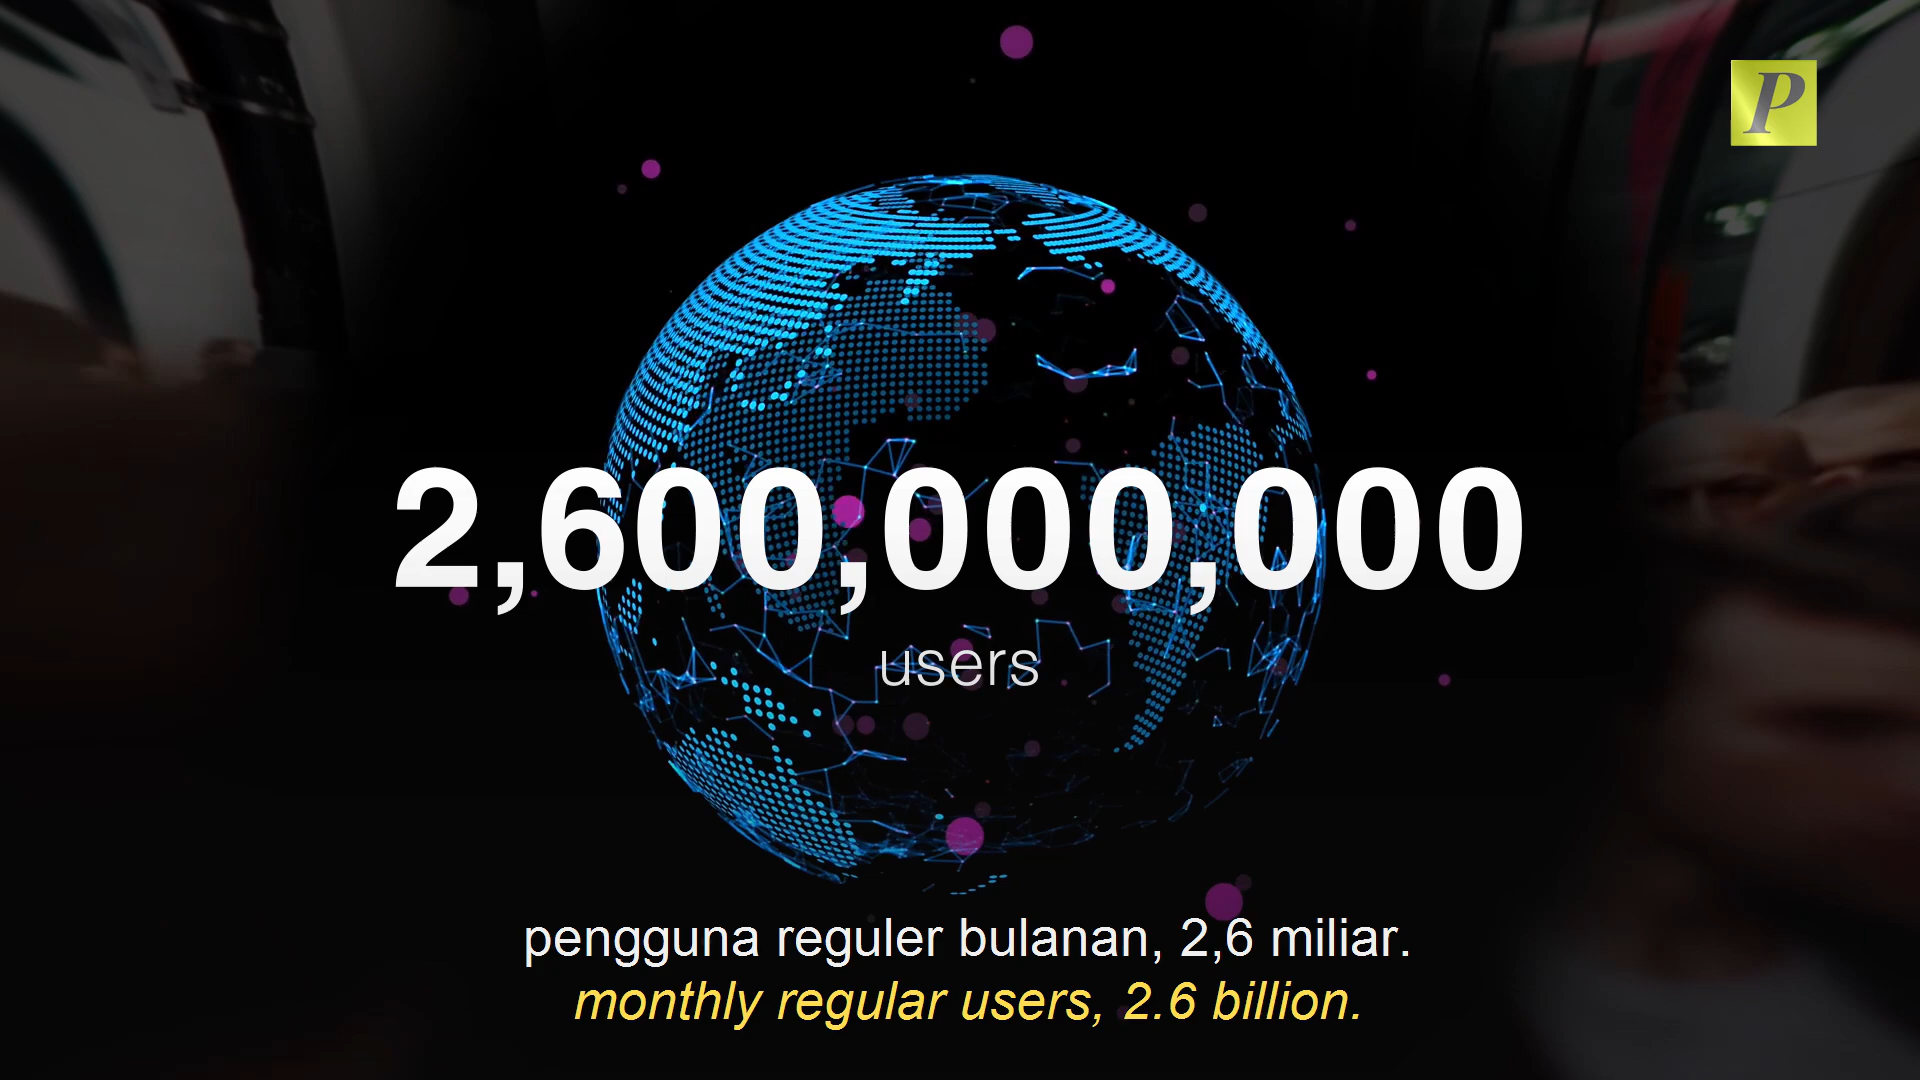 P
2,600,000,000
users
pengguna reguler bulanan, 2,6 miliar.
monthly regular users, 2.6 billion.